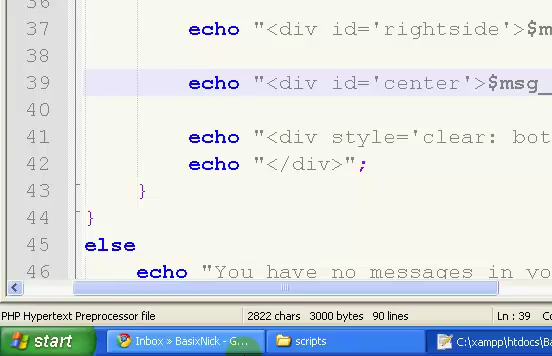 36
37 echo "<div id='rightside'>$m
38
39 echo "<div id='center'>$msg_
40
41 echo "<div style='clear: bot
42 echo "</div>";
43 }
44 }
45 else
46 echo "You have no messages in yo
PHP Hypertext Preprocessor file 2822 chars 3000 bytes 90 lines Ln : 39
start Inbox » BasixNick - G... scripts C:\xampp\htdocs\Ba